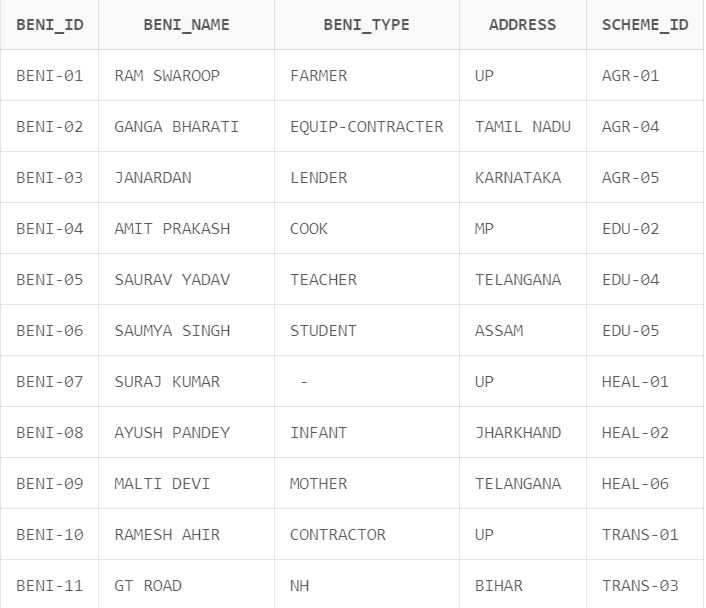 BENI_ID BENI_NAME BENI_TYPE ADDRESS SCHEME_ID
BENI-01 RAM SWAROOP FARMER UP AGR-01
BENI-02 GANGA BHARATI EQUIP-CONTRACTER TAMIL NADU AGR-04
BENI-03 JANARDAN LENDER KARNATAKA AGR-05
BENI-04 AMIT PRAKASH COOK MP EDU-02
BENI-05 SAURAV YADAV TEACHER TELANGANA EDU-04
BENI-06 SAUMYA SINGH STUDENT ASSAM EDU-05
BENI-07 SURAJ KUMAR - UP HEAL-01
BENI-08 AYUSH PANDEY INFANT JHARKHAND HEAL-02
BENI-09 MALTI DEVI MOTHER TELANGANA HEAL-06
BENI-10 RAMESH AHIR CONTRACTOR UP TRANS-01
BENI-11 GT ROAD NH BIHAR TRANS-03